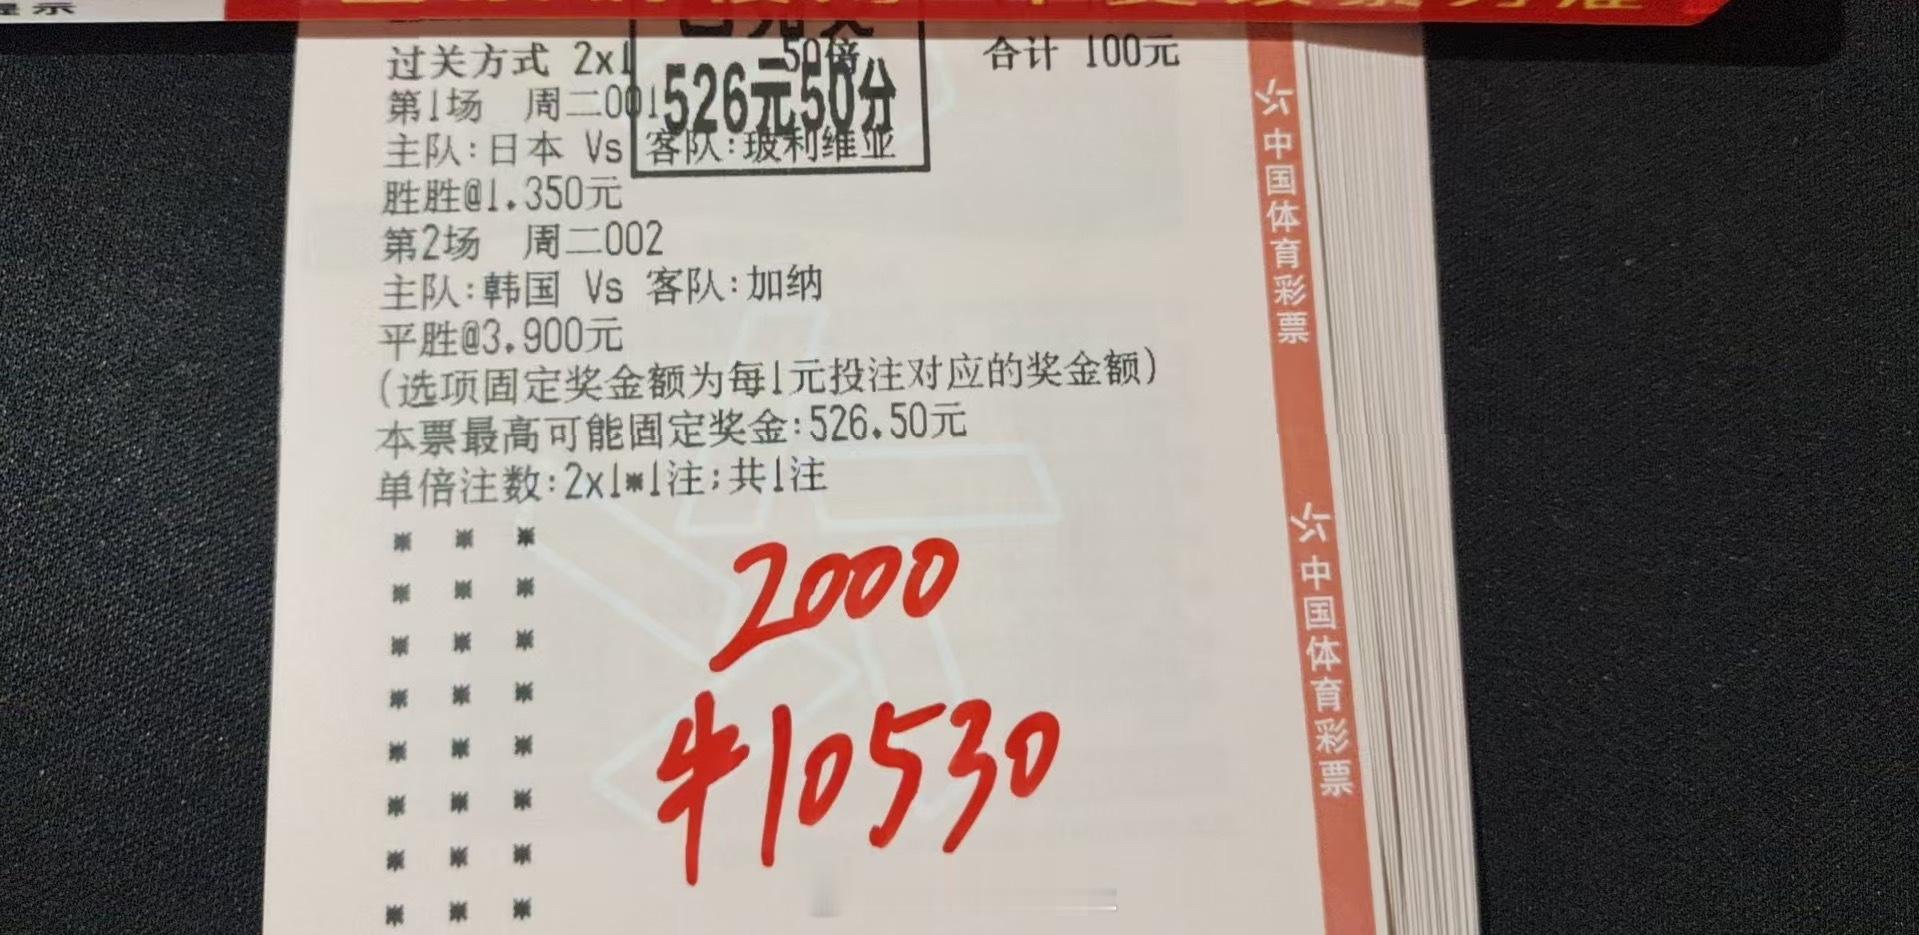 票
过关方式 2x1 50倍 合计 100元
526元50分
第1场 周二001
主队:日本 Vs 客队:玻利维亚
胜胜@1.350元
第2场 周二002
主队:韩国 Vs 客队:加纳
平胜@3.900元
(选项固定奖金额为每1元投注对应的奖金额)
本票最高可能固定奖金:526.50元
单倍注数:2x1*1注;共1注
2000
牛10530
中国体育彩票
中国体育彩票